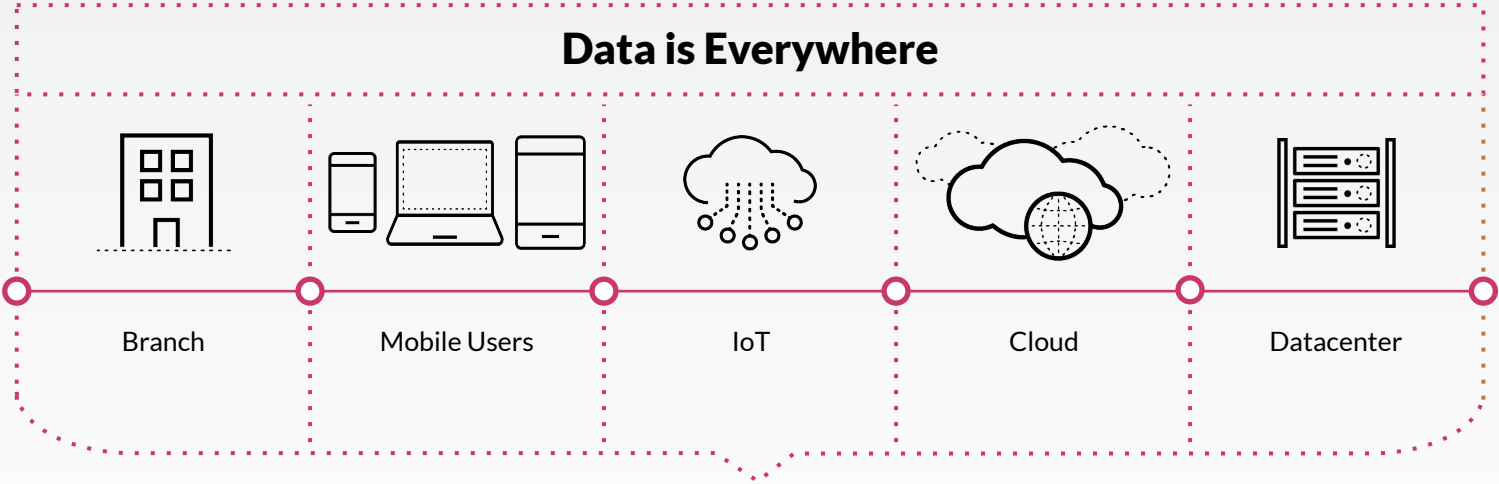 Data is Everywhere
Branch
Mobile Users
IoT
Cloud
Datacenter